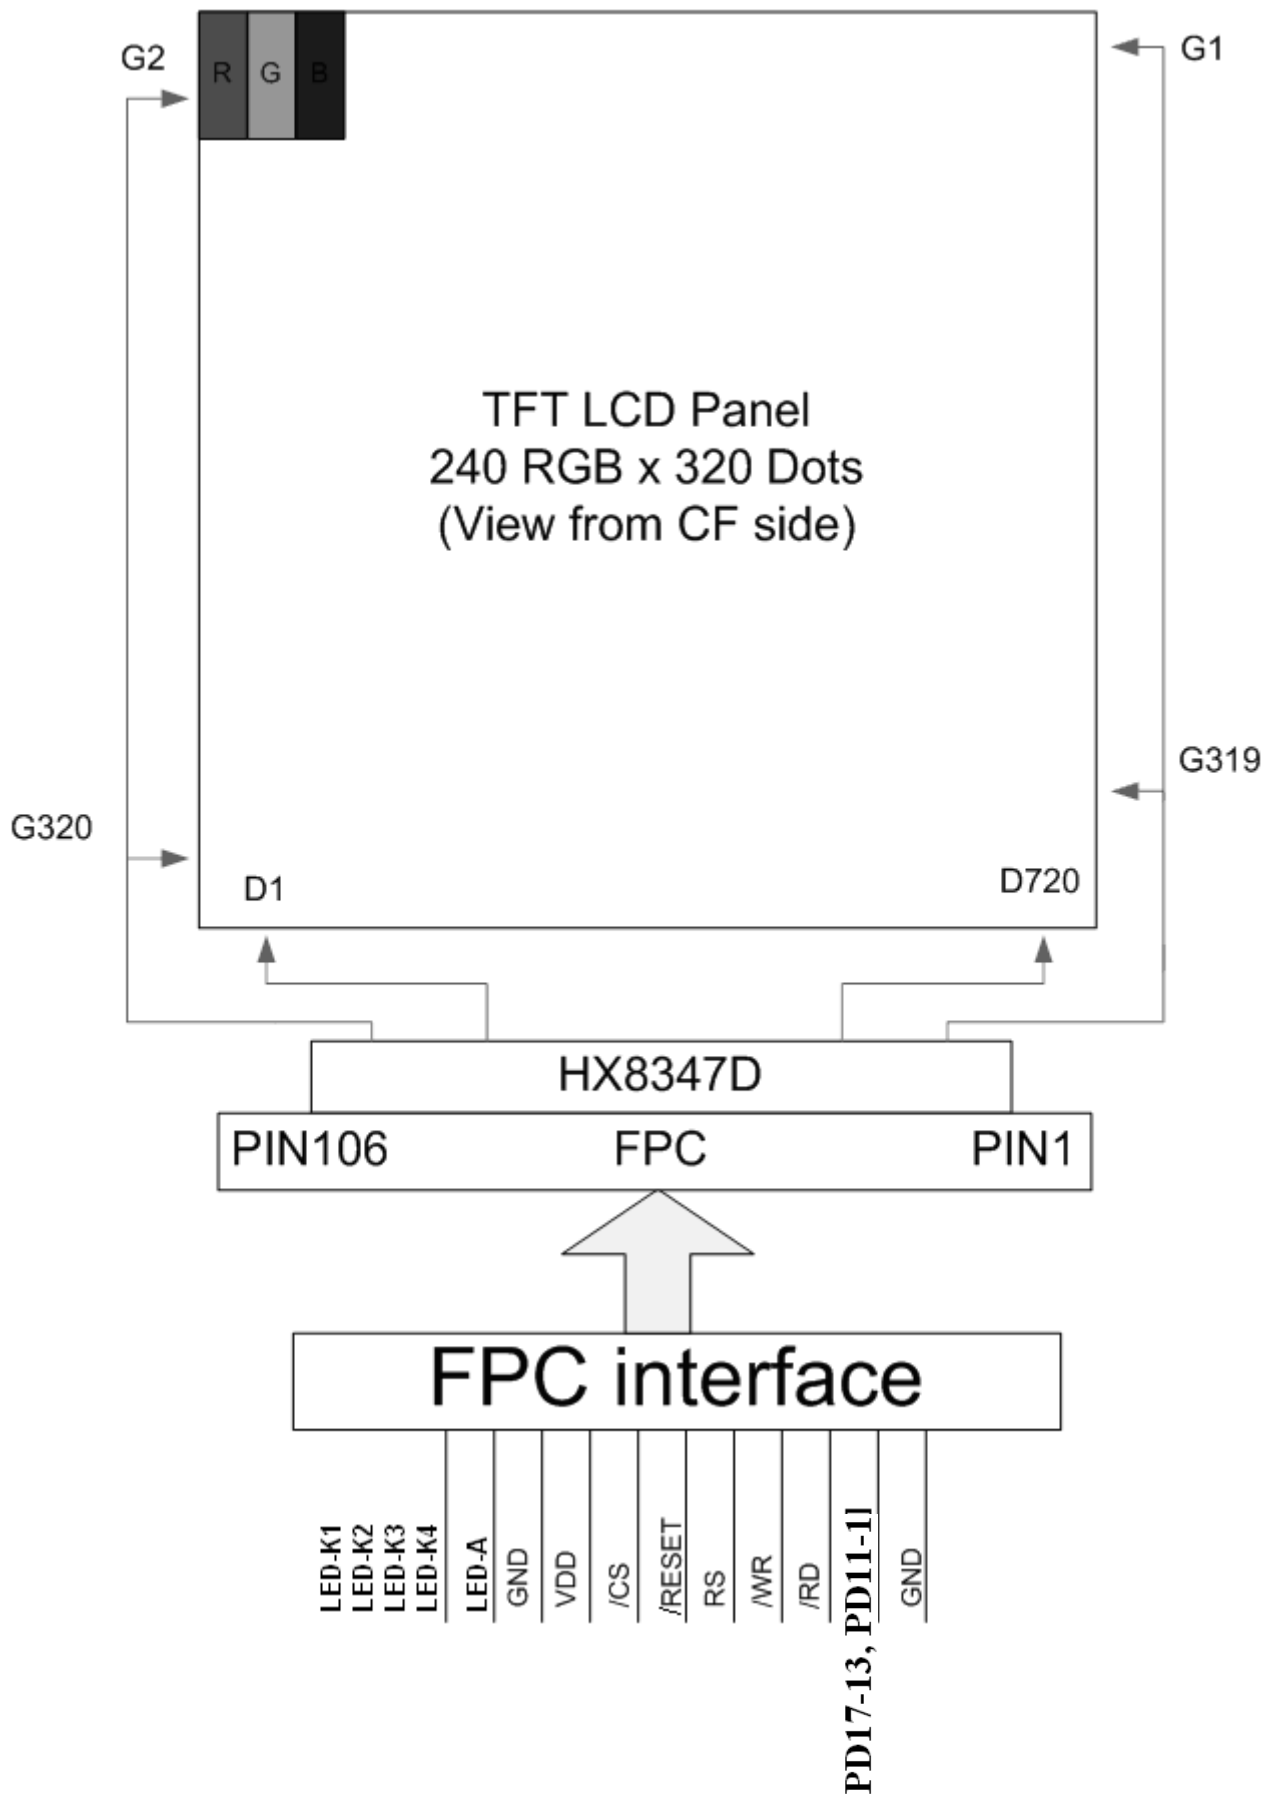 G2
R G B
G1
TFT LCD Panel
240 RGB x 320 Dots
(View from CF side)
G319
G320
D1
D720
HX8347D
PIN106 FPC PIN1
FPC interface
LED-K1
LED-K2
LED-K3
LED-K4
LED-A
GND
VDD
/CS
/RESET
RS
/WR
/RD
PD17-13, PD11-1]
GND